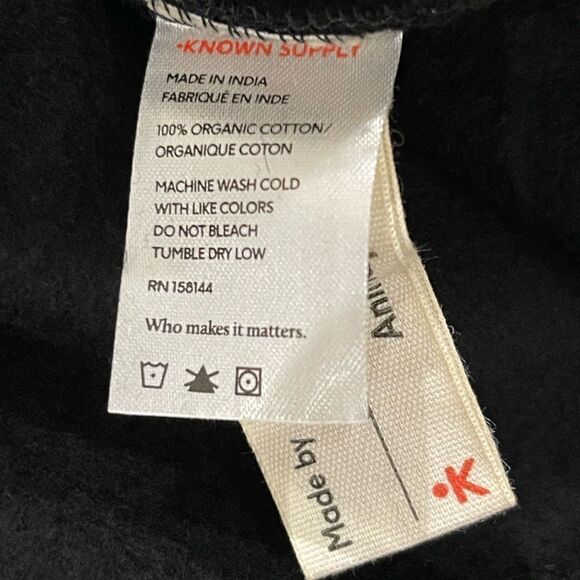 •KNOWN SUPPLY
MADE IN INDIA
FABRIQUÉ EN INDE
100% ORGANIC COTTON/
ORGANIQUE COTON
MACHINE WASH COLD
WITH LIKE COLORS
DO NOT BLEACH
TUMBLE DRY LOW
RN 158144
Who makes it matters.
Made by
K